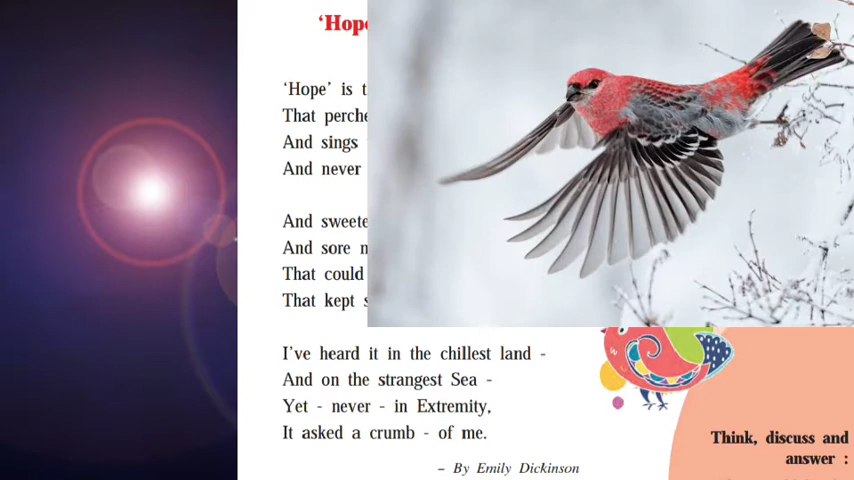 'Hope
'Hope' is
That
And sings
And never
And
And sore
That could
That kept
I've heard it in the chillest land -
And on the strangest Sea -
Yet - never - in Extremity,
It asked a crumb - of me.
– By Emily Dickinson
Think, discuss and
answer :